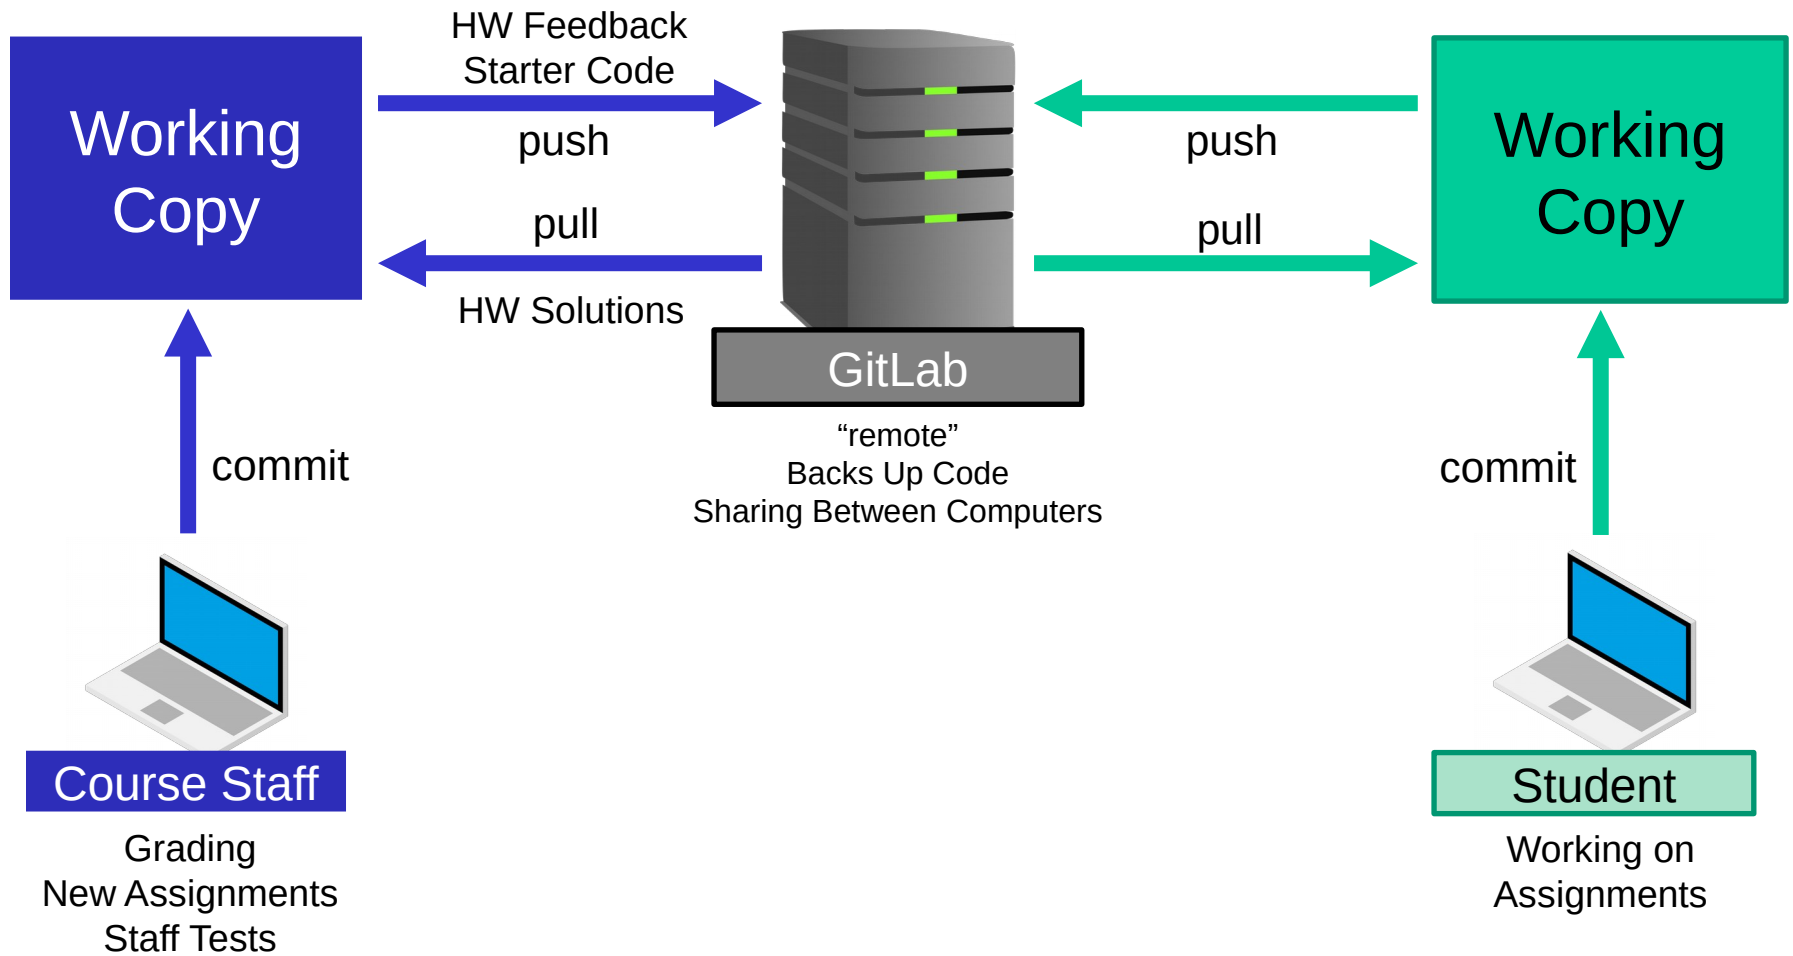 HW Feedback
Starter Code
Working
Copy
push
pull
HW Solutions
push
pull
Working
Copy
GitLab
“remote”
Backs Up Code
Sharing Between Computers
commit
commit
Course Staff
Grading
New Assignments
Staff Tests
Student
Working on
Assignments